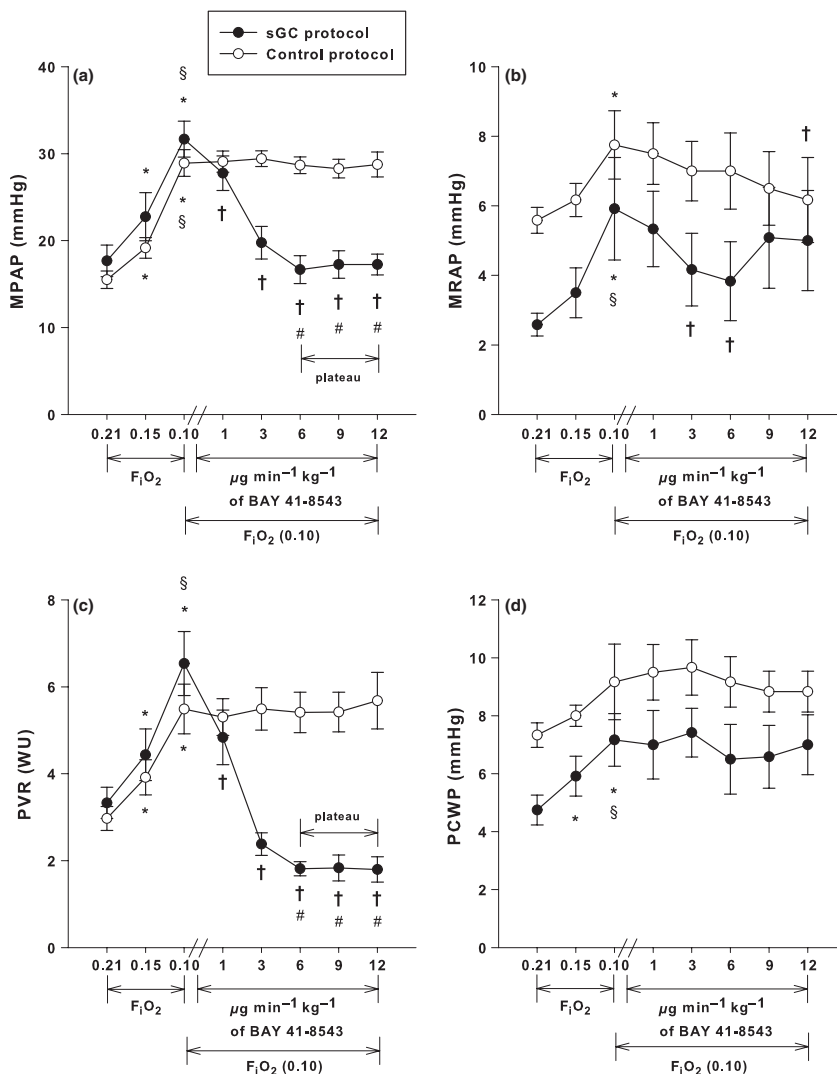 sGC protocol
Control protocol
(a)
MPAP (mmHg)
40
30
20
10
0
§
*
*
*
§
*
†
†
† † †
# # #
plateau
0.21 0.15 0.10 1 3 6 9 12
FᵢO₂
µg min⁻¹ kg⁻¹
of BAY 41-8543
FᵢO₂ (0.10)
(b)
MRAP (mmHg)
10
8
6
4
2
0
*
†
*
§
†
†
0.21 0.15 0.10 1 3 6 9 12
FᵢO₂
µg min⁻¹ kg⁻¹
of BAY 41-8543
FᵢO₂ (0.10)
(c)
PVR (WU)
8
6
4
2
0
§
*
*
*
*
†
plateau
†
† † †
# # #
0.21 0.15 0.10 1 3 6 9 12
FᵢO₂
µg min⁻¹ kg⁻¹
of BAY 41-8543
FᵢO₂ (0.10)
(d)
PCWP (mmHg)
12
10
8
6
4
2
0
*
*
§
0.21 0.15 0.10 1 3 6 9 12
FᵢO₂
µg min⁻¹ kg⁻¹
of BAY 41-8543
FᵢO₂ (0.10)